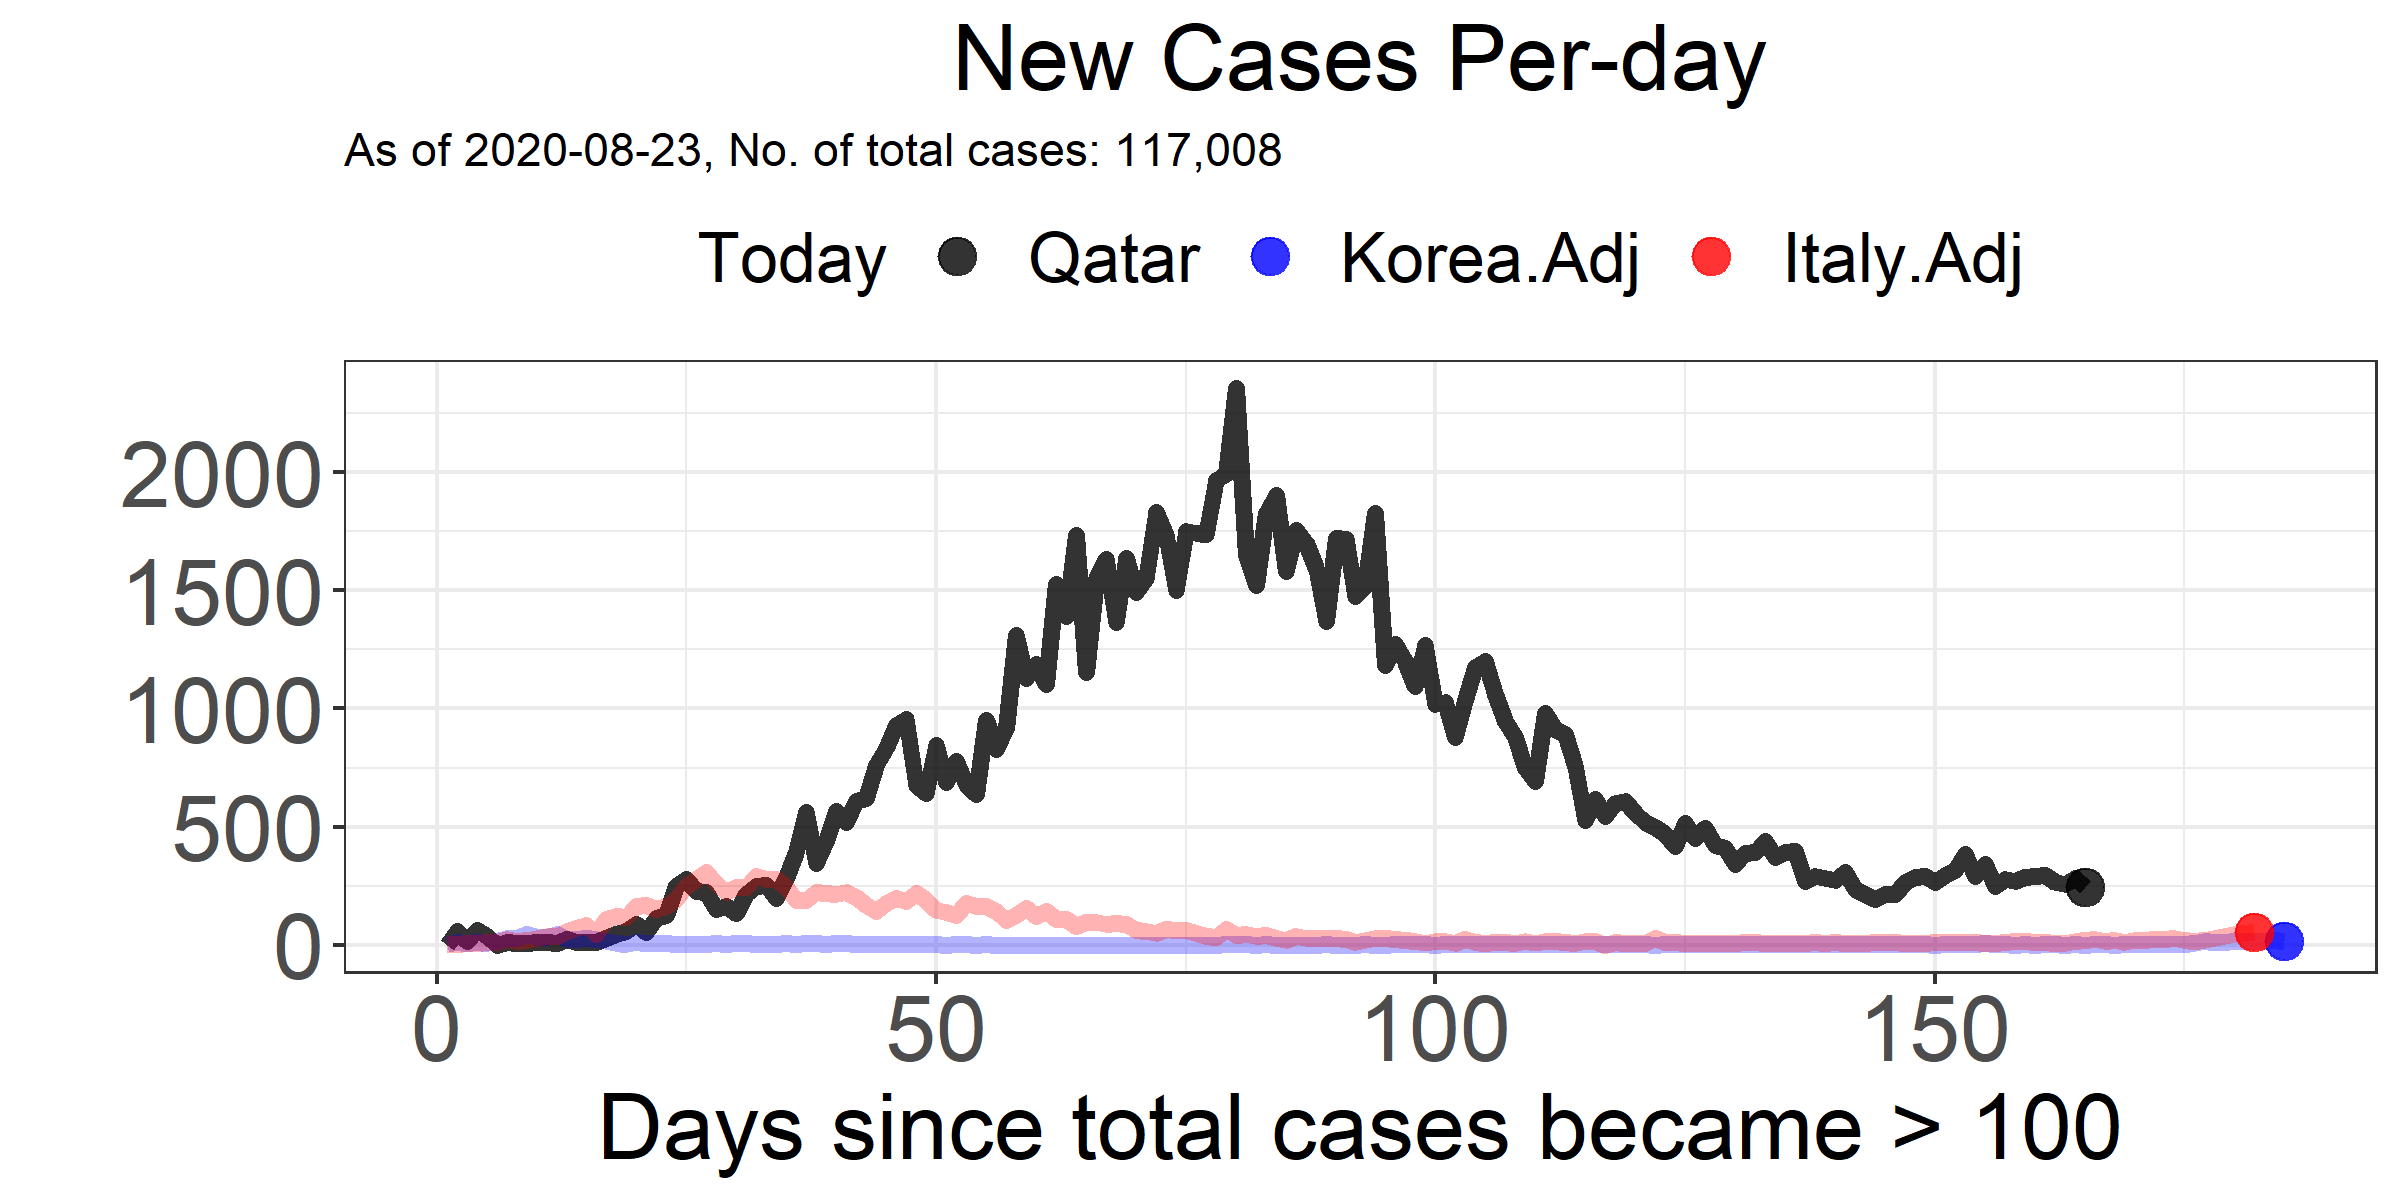 New Cases Per-day
As of 2020-08-23, No. of total cases: 117,008
Today Qatar Korea.Adj Italy.Adj
2000
1500
1000
500
0
0 50 100 150
Days since total cases became > 100